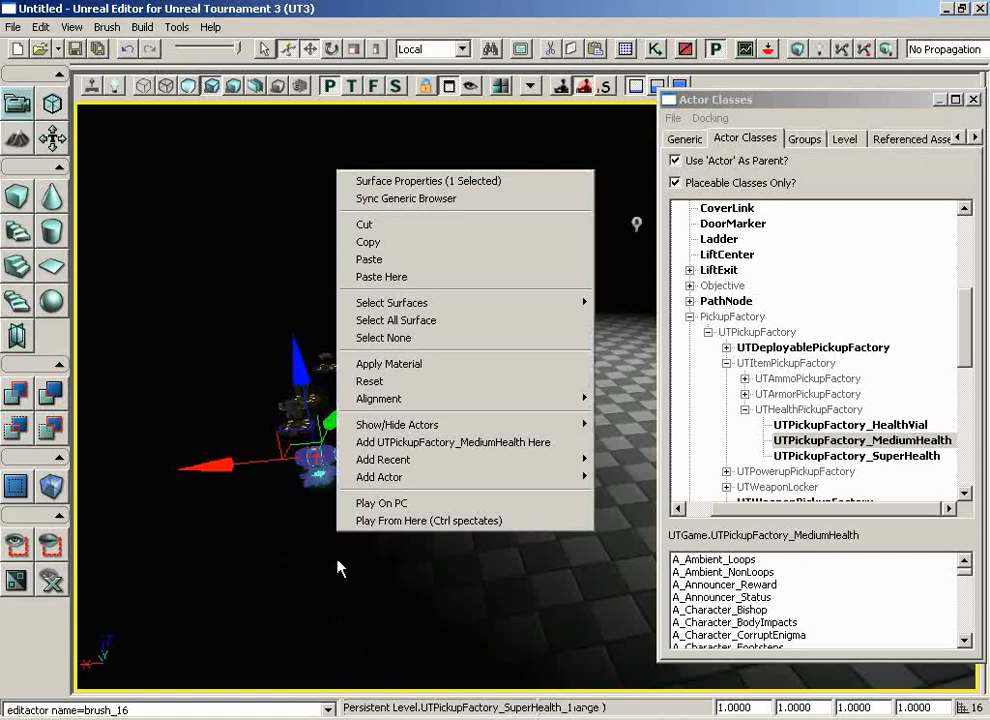 Untitled - Unreal Editor for Unreal Tournament 3 (UT3)
File Edit View Brush Build Tools Help
Local
K
P
No Propagation
P T F S
S
Actor Classes
File Docking
Generic Actor Classes Groups Level Referenced Asse
Use 'Actor' As Parent?
Placeable Classes Only?
CoverLink
DoorMarker
Ladder
LiftCenter
LiftExit
Objective
PathNode
PickupFactory
UTPickupFactory
UTDeployablePickupFactory
UTItemPickupFactory
UTAmmoPickupFactory
UTArmorPickupFactory
UTHealthPickupFactory
UTPickupFactory_HealthVial
UTPickupFactory_MediumHealth
UTPickupFactory_SuperHealth
UTPowerupPickupFactory
UTWeaponLocker
UTWeaponPickupFactory
UTGame.UTPickupFactory_MediumHealth
A_Ambient_Loops
A_Ambient_NonLoops
A_Announcer_Reward
A_Announcer_Status
A_Character_Bishop
A_Character_BodyImpacts
A_Character_CorruptEnigma
A_Character_Footsteps
Surface Properties (1 Selected)
Sync Generic Browser
Cut
Copy
Paste
Paste Here
Select Surfaces
Select All Surface
Select None
Apply Material
Reset
Alignment
Show/Hide Actors
Add UTPickupFactory_MediumHealth Here
Add Recent
Add Actor
Play On PC
Play From Here (Ctrl spectates)
editactor name=brush_16
Persistent Level.UTPickupFactory_SuperHealth_1
1.0000 1.0000 1.0000 1.0000 16